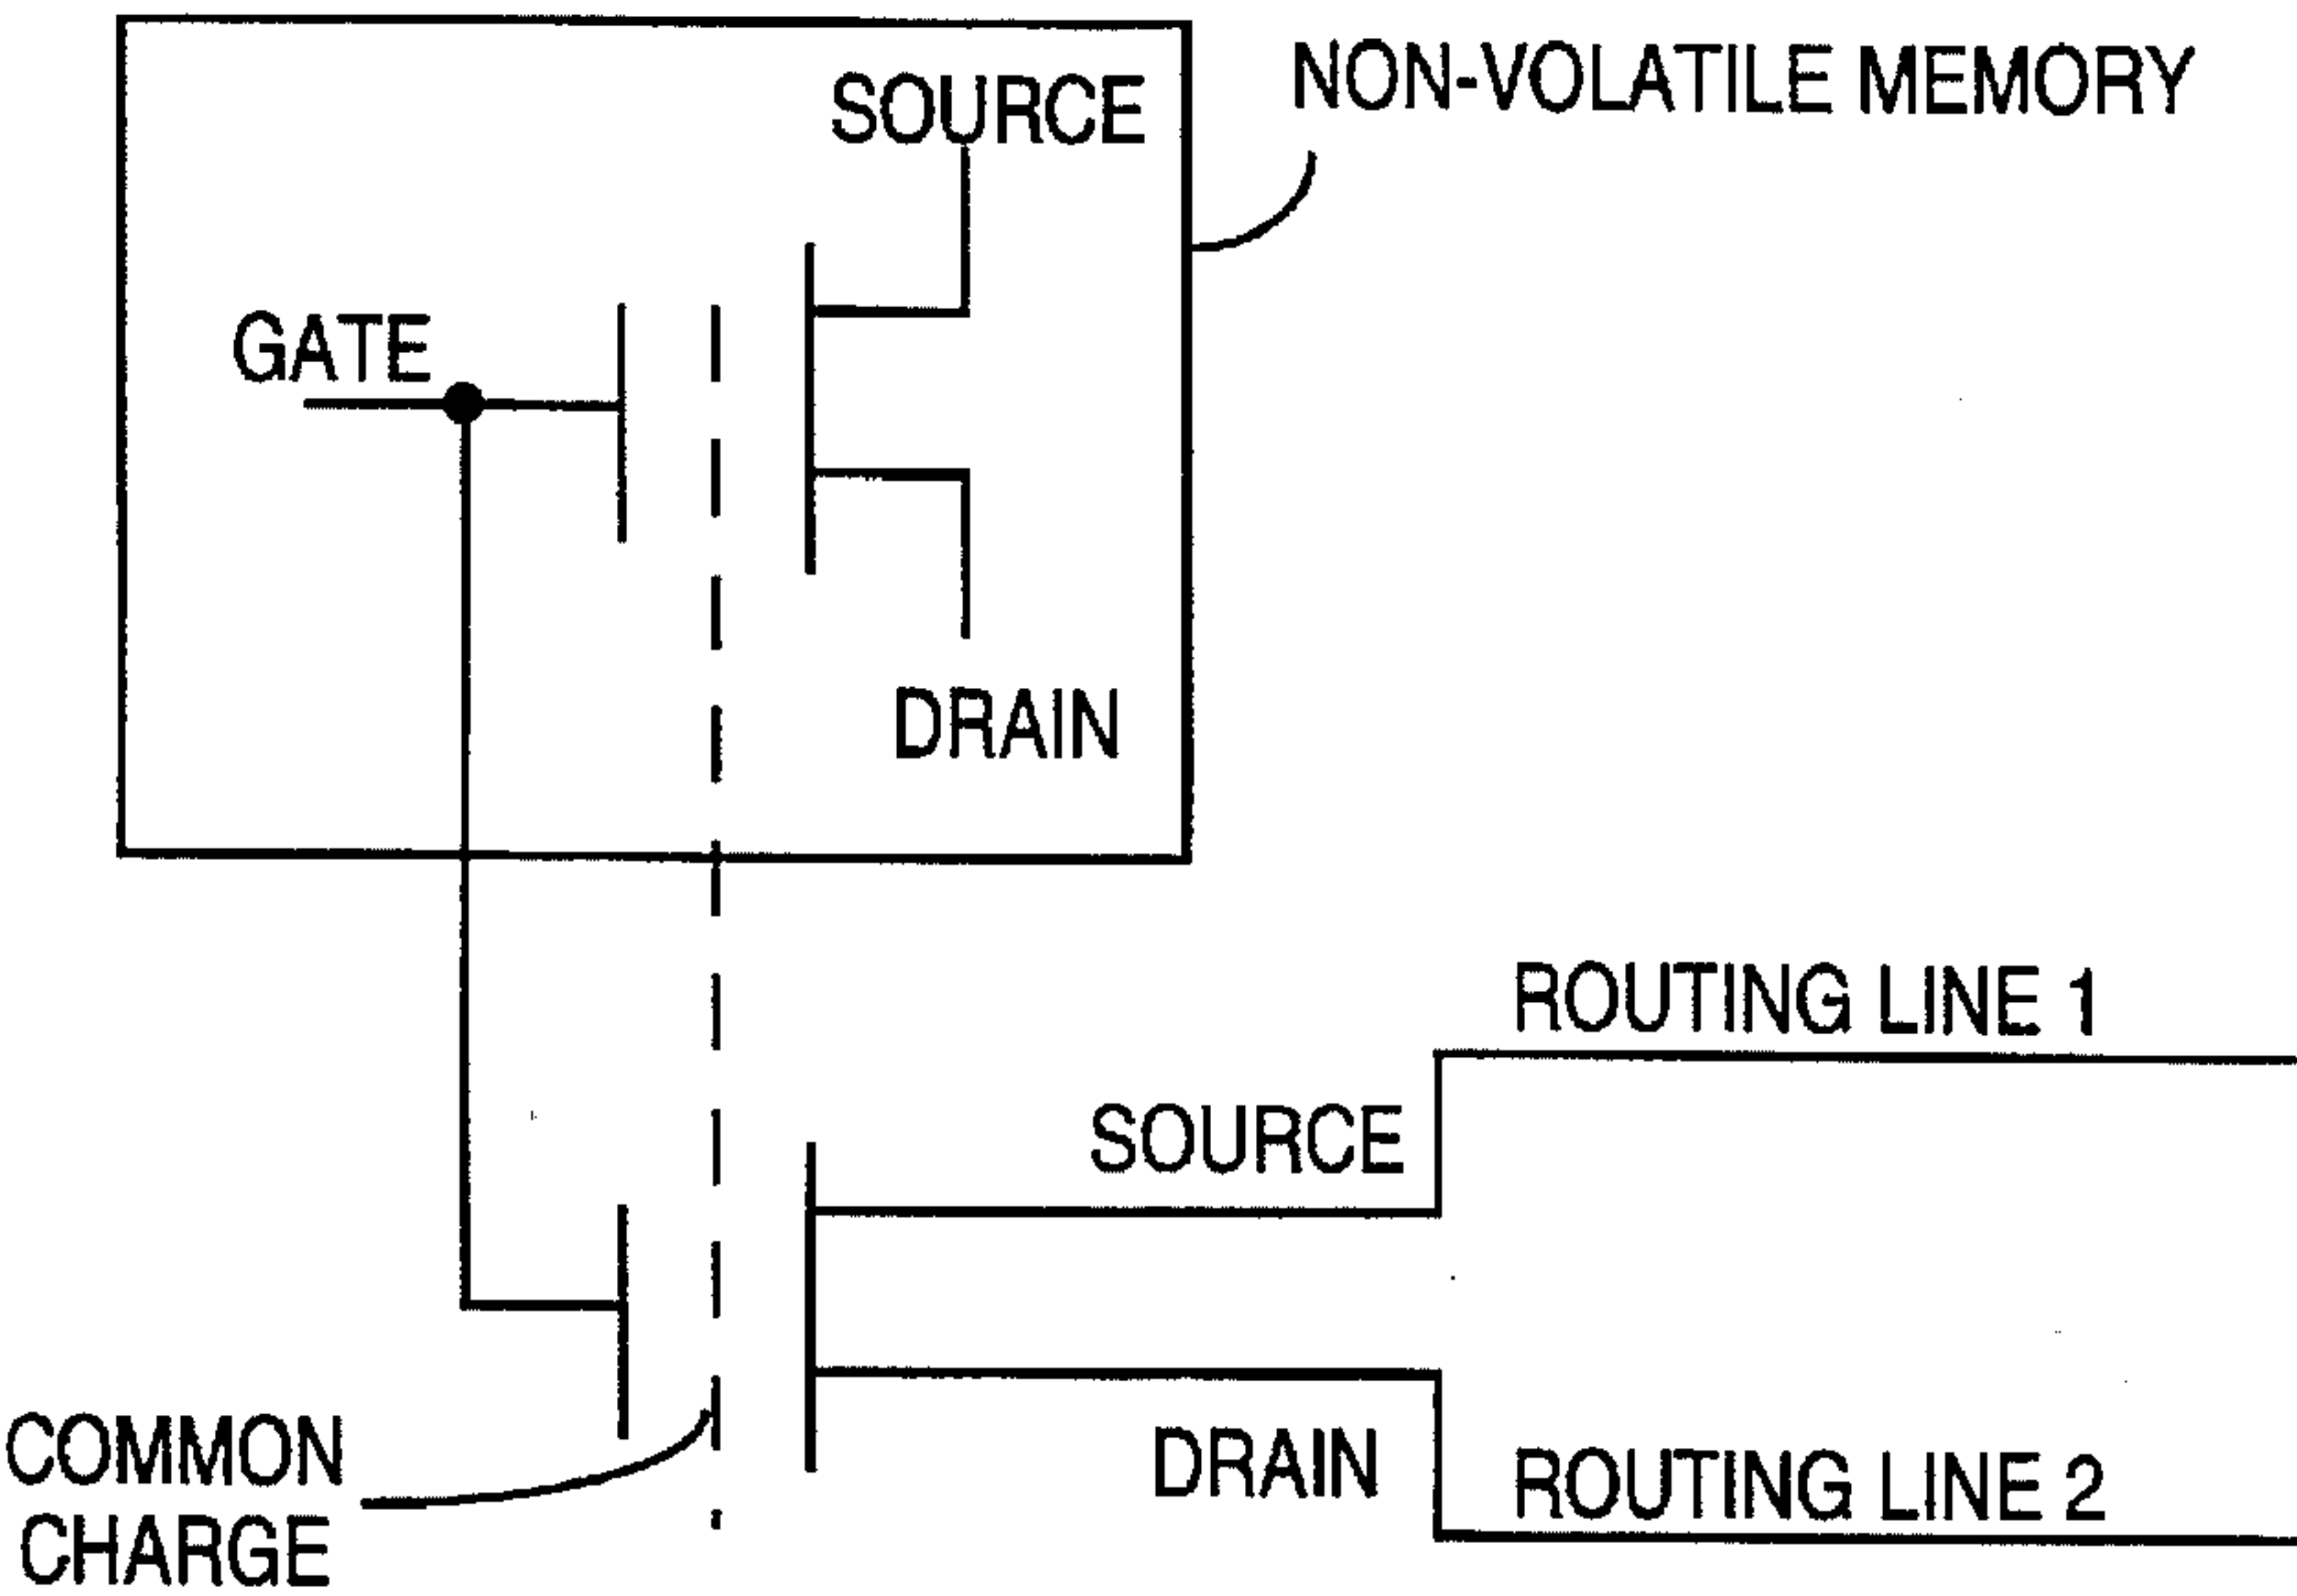 NON-VOLATILE MEMORY
SOURCE
GATE
DRAIN
ROUTING LINE 1
SOURCE
DRAIN
ROUTING LINE 2
COMMON
CHARGE